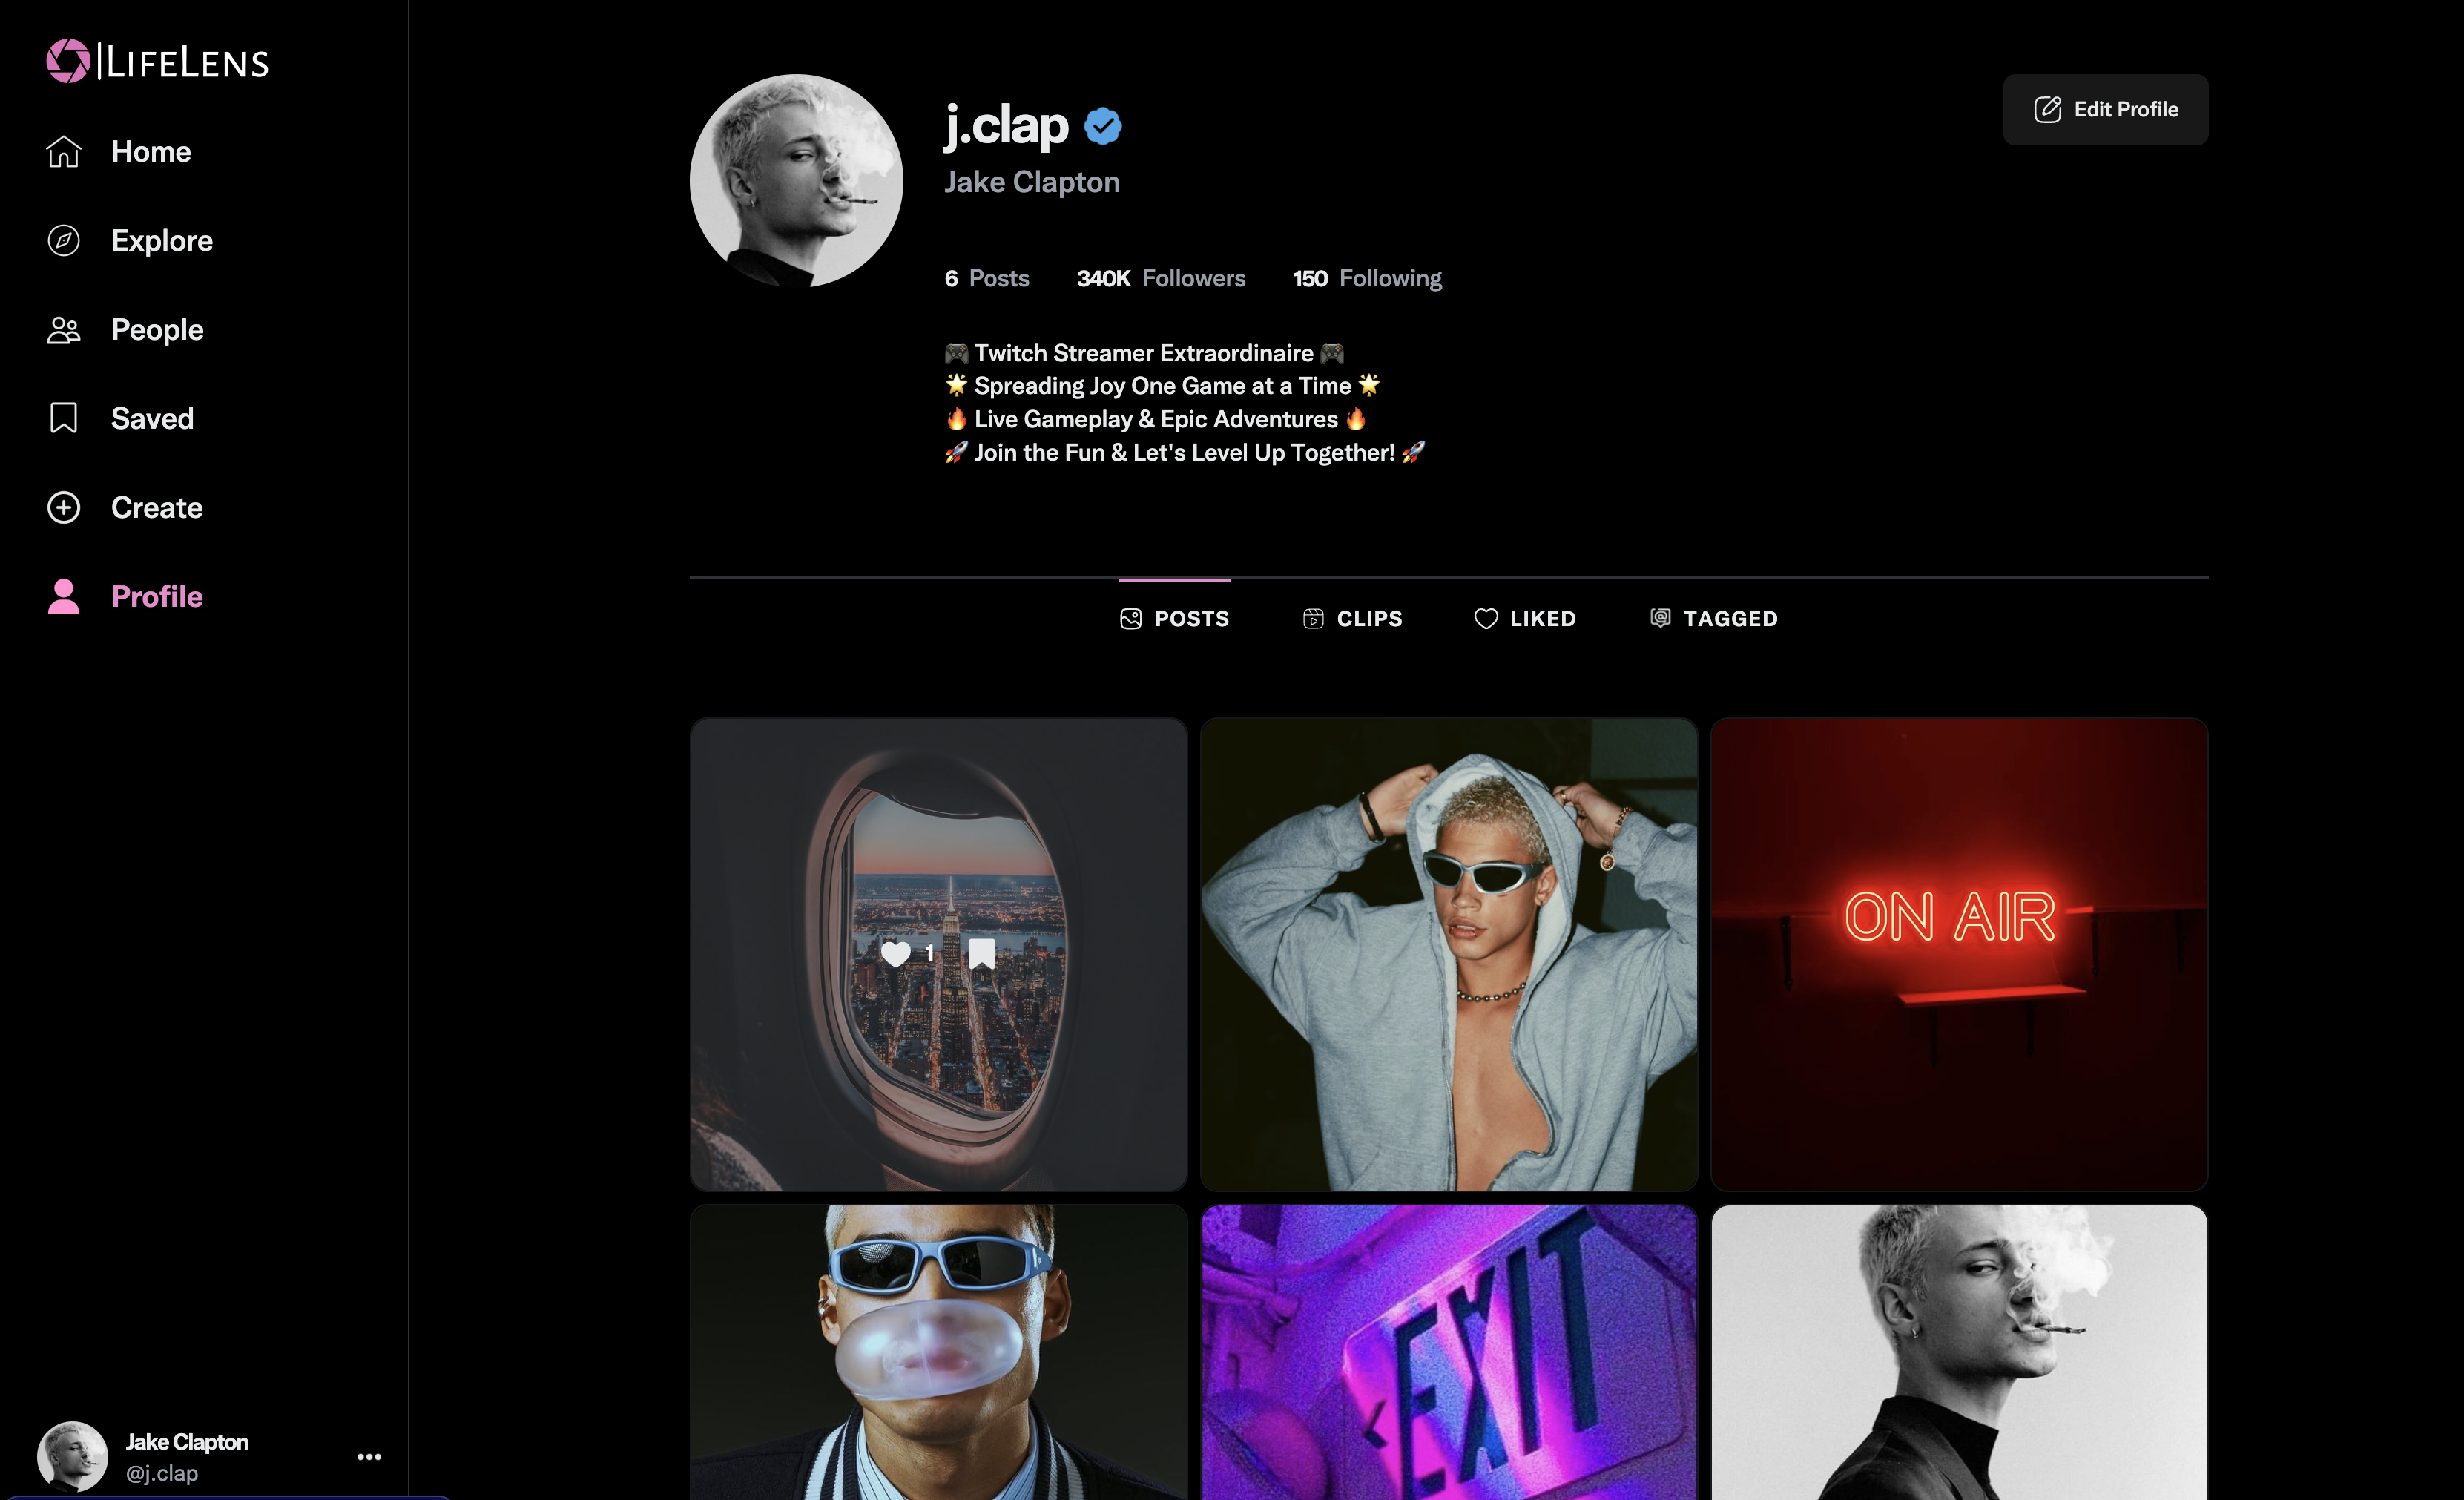 LIFELENS
Home
Explore
People
Saved
Create
Profile
j.clap
Edit Profile
Jake Clapton
6 Posts 340K Followers 150 Following
🎮 Twitch Streamer Extraordinaire 🎮
🌟 Spreading Joy One Game at a Time 🌟
🔥 Live Gameplay & Epic Adventures 🔥
🚀 Join the Fun & Let's Level Up Together! 🚀
POSTS CLIPS LIKED TAGGED
1
ON AIR
EXIT
Jake Clapton
@j.clap